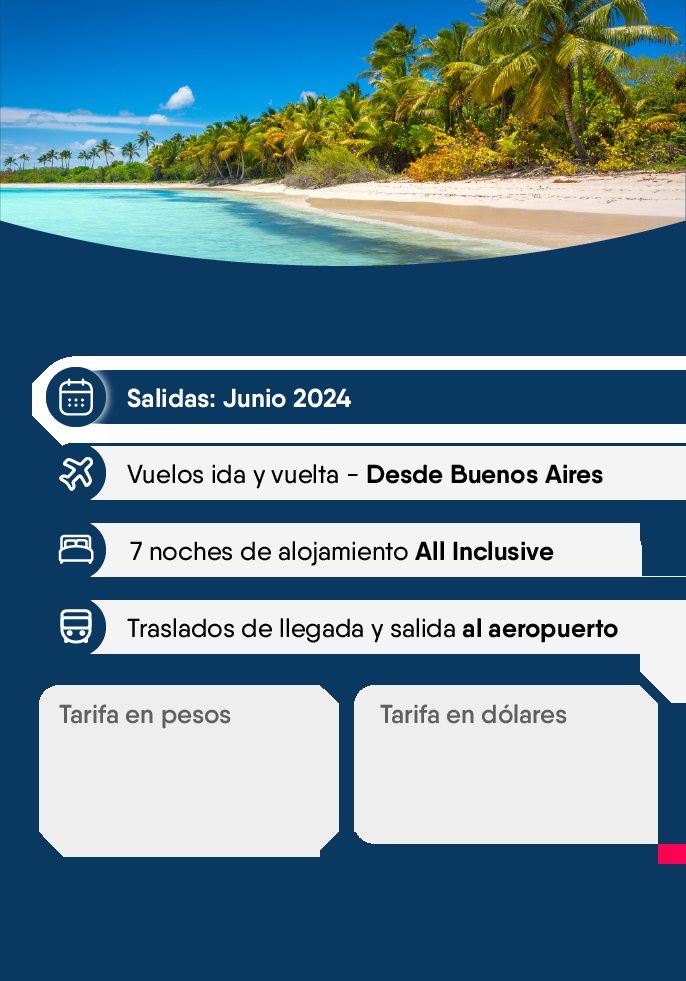 Salidas: Junio 2024
Vuelos ida y vuelta - Desde Buenos Aires
7 noches de alojamiento All Inclusive
Traslados de llegada y salida al aeropuerto
Tarifa en pesos
Tarifa en dólares